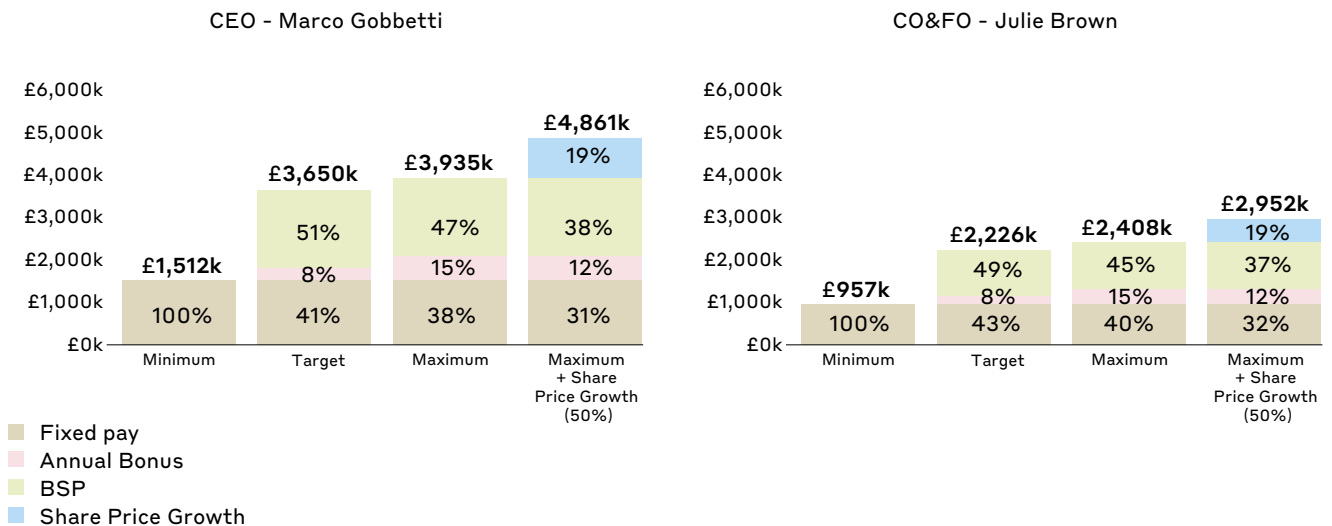 CEO - Marco Gobbetti
£6,000k
£5,000k
£4,000k
£3,000k
£2,000k
£1,000k
£0k
£1,512k
100%
Minimum
£3,650k
51%
8%
41%
Target
£3,935k
47%
15%
38%
Maximum
£4,861k
19%
38%
12%
31%
Maximum
+ Share
Price Growth
(50%)
CO&FO - Julie Brown
£6,000k
£5,000k
£4,000k
£3,000k
£2,000k
£1,000k
£0k
£957k
100%
Minimum
£2,226k
49%
8%
43%
Target
£2,408k
45%
15%
40%
Maximum
£2,952k
19%
37%
12%
32%
Maximum
+ Share
Price Growth
(50%)
Fixed pay
Annual Bonus
BSP
Share Price Growth